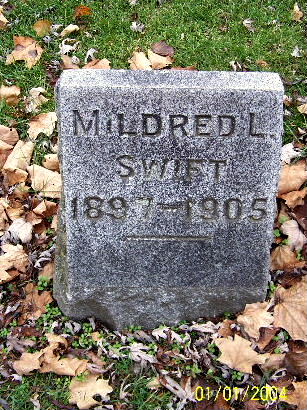 MiLDRED L.
SWIFT
1897-1905
01/01/2004